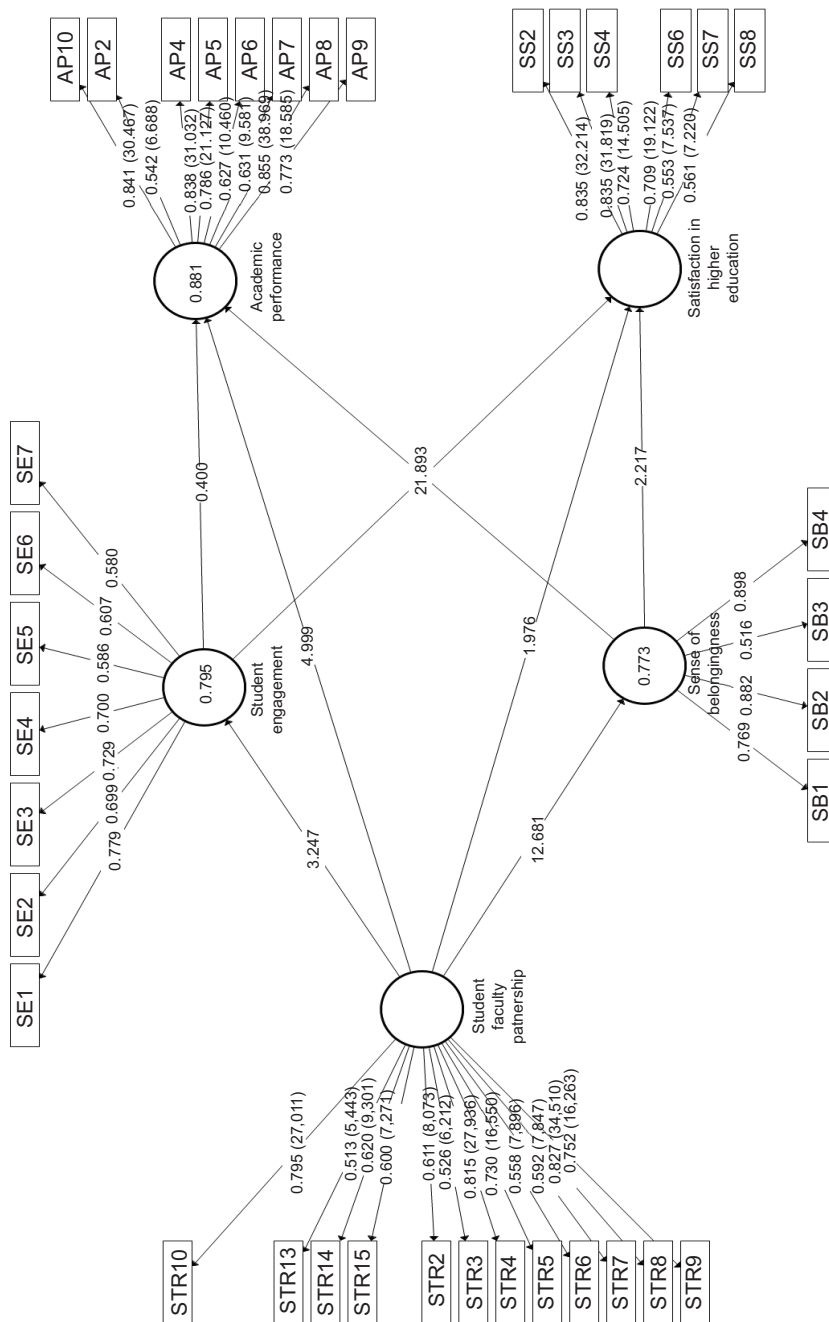 SE1
SE2
SE3
SE4
SE5
SE6
SE7
0.779
0.699
0.729
0.700
0.586
0.607
0.580
0.795
Student
engagement
AP10
AP2
AP4
AP5
AP6
AP7
AP8
AP9
0.841 (30.467)
0.542 (6.688)
0.838 (31.032)
0.786 (21.127)
0.627 (10.460)
0.631 (9.581)
0.855 (38.969)
0.773 (18.585)
0.881
Academic
performance
SS2
SS3
SS4
SS6
SS7
SS8
0.835 (32.214)
0.835 (31.819)
0.724 (14.505)
0.709 (19.122)
0.553 (7.537)
0.561 (7.220)
Satisfaction in
higher
education
0.400
4.999
21.893
1.976
2.217
3.247
12.681
Student
faculty
patnership
STR10
STR13
STR14
STR15
STR2
STR3
STR4
STR5
STR6
STR7
STR8
STR9
0.795 (27,011)
0.513 (5,443)
0.620 (9,301)
0.600 (7,271)
0.611 (8,073)
0.526 (6,212)
0.815 (27,936)
0.730 (16,550)
0.558 (7,896)
0.592 (7,847)
0.827 (34,510)
0.752 (16,263)
0.773
Sense of
belongingness
0.769
0.882
0.516
0.898
SB1
SB2
SB3
SB4